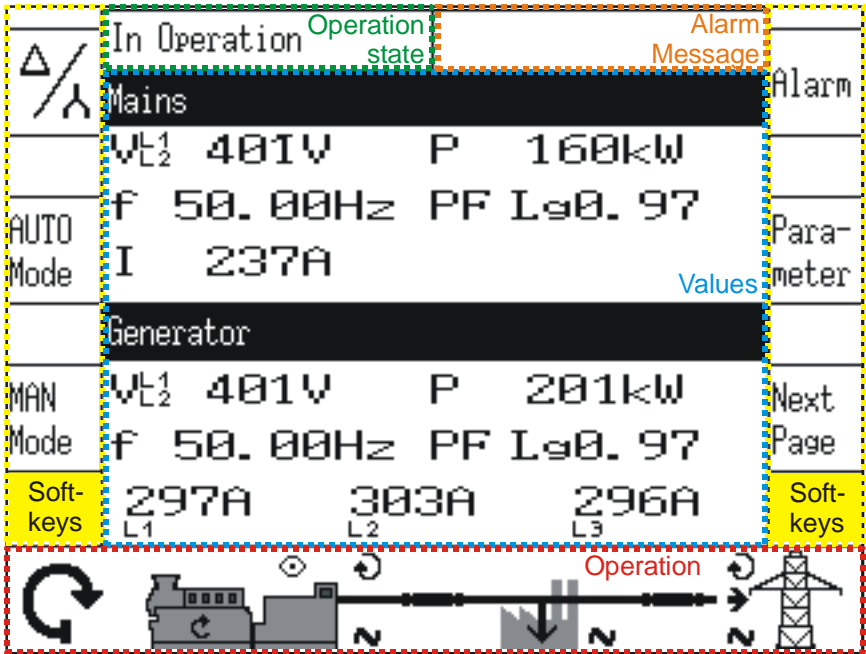 In Operation
Operation
state
Alarm
Message
Alarm
Mains
VL1L2 401V P 160kW
f 50.00Hz PF Lg0.97
I 237A
Values
AUTO
Mode
Para-
meter
Generator
VL1L2 401V P 201kW
f 50.00Hz PF Lg0.97
297A 303A 296A
L1 L2 L3
MAN
Mode
Next
Page
Soft-
keys
Soft-
keys
Operation